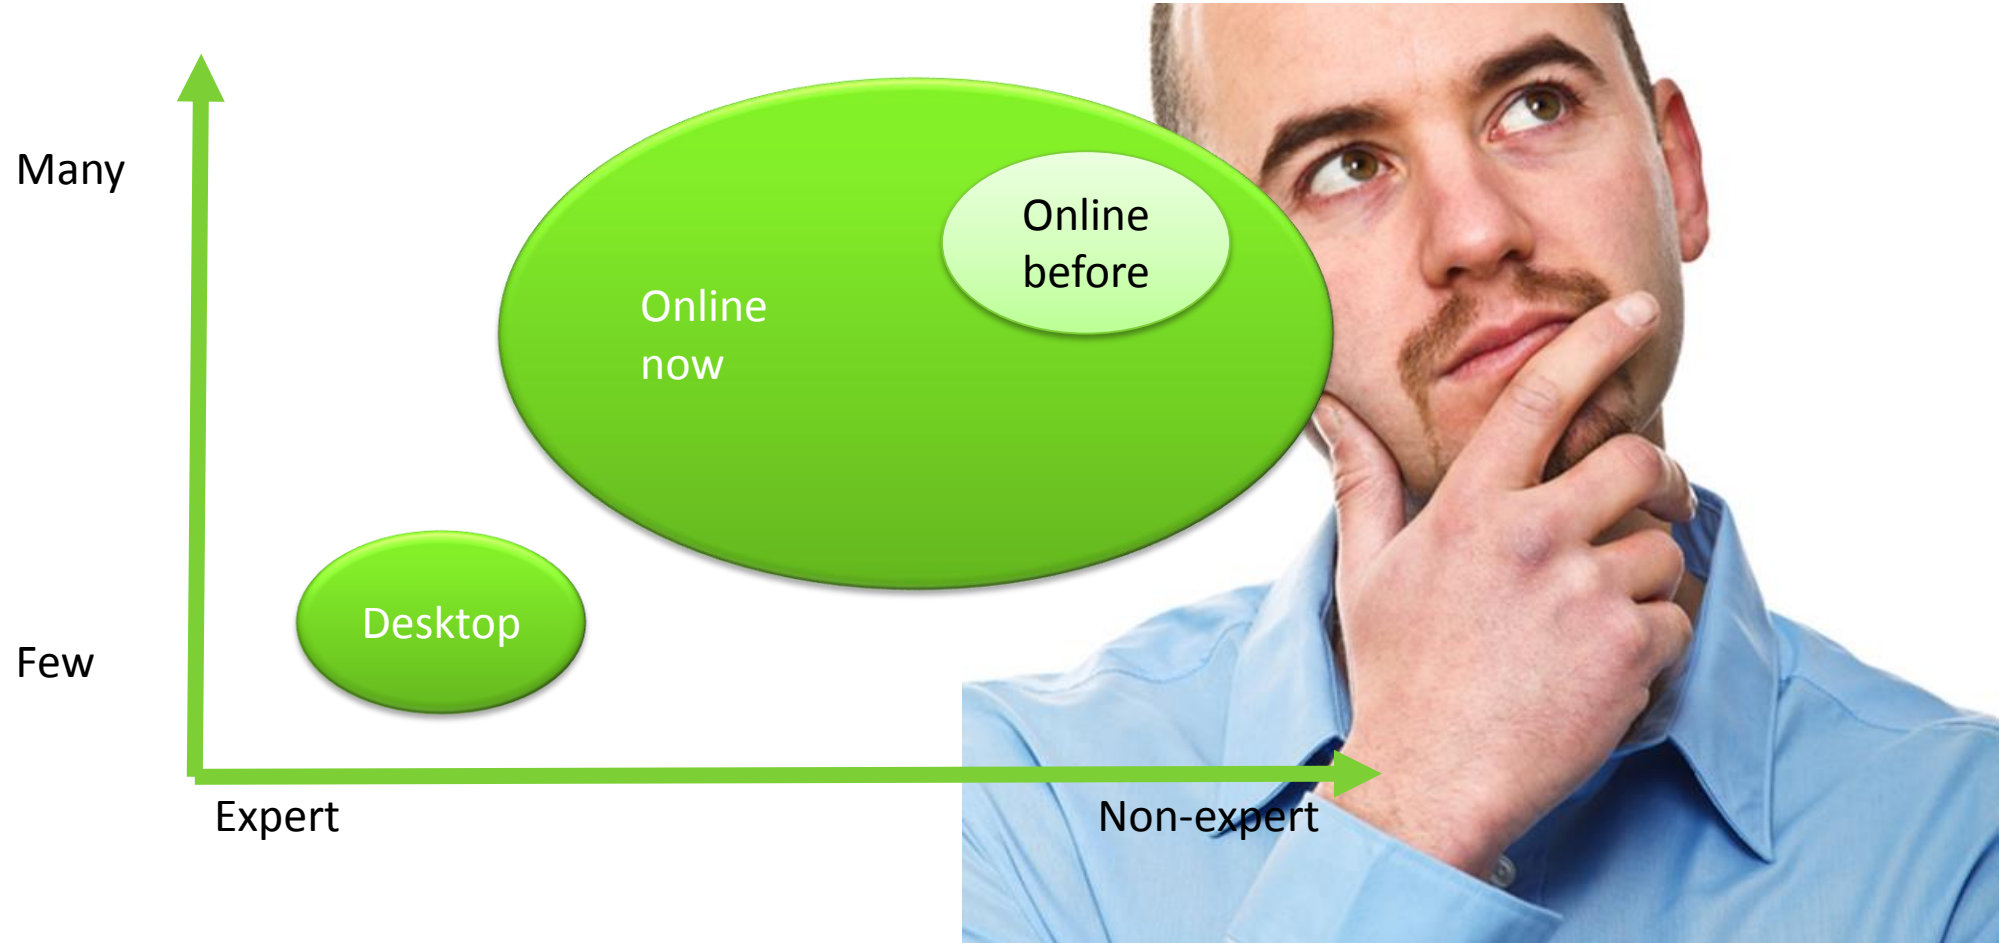 Many
Online
before
Online
now
Desktop
Few
Expert
Non-expert